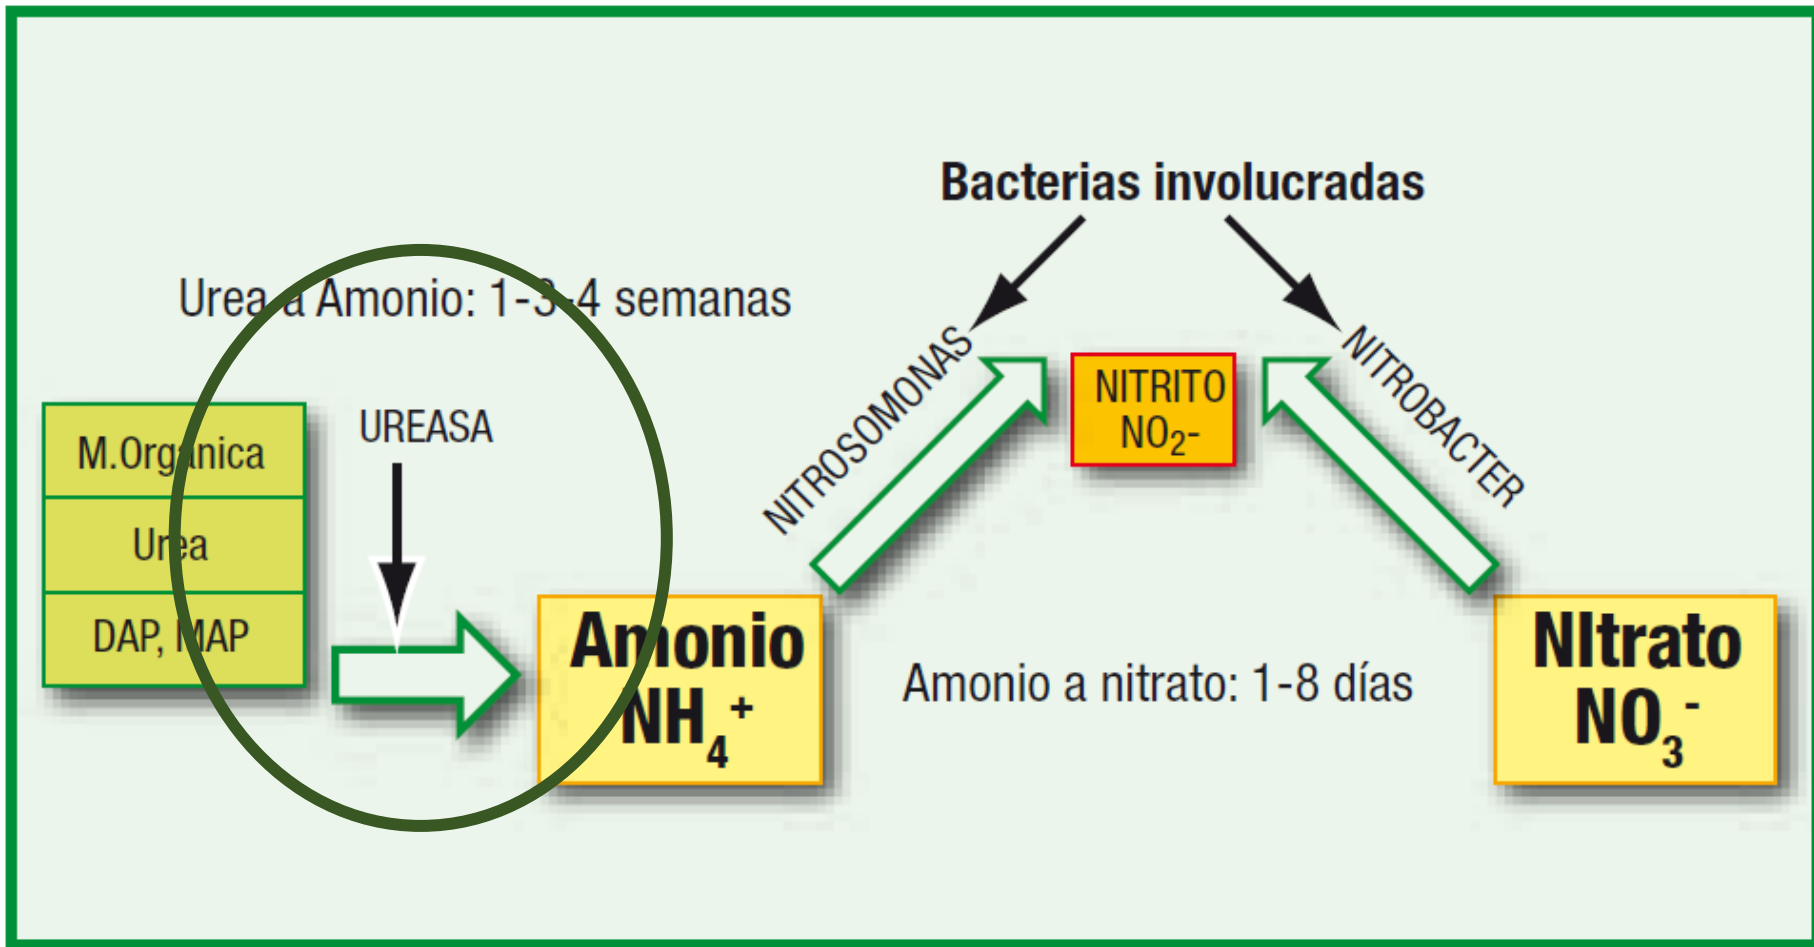 Bacterias involucradas
Urea a Amonio: 1-3-4 semanas
M.Organica
Urea
DAP, MAP
UREASA
Amonio
NH4+
NITROSOMONAS
NITRITO
NO2-
NITROBACTER
Amonio a nitrato: 1-8 días
NItrato
NO3-